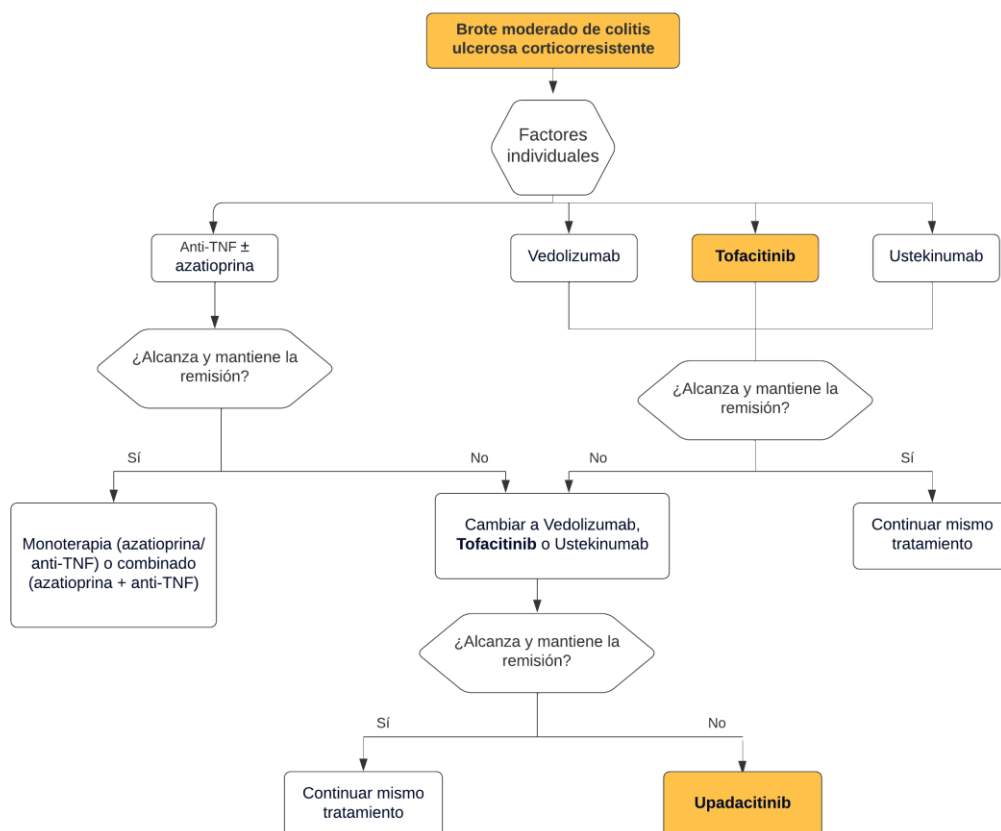 Brote moderado de colitis
ulcerosa corticorresistente
Factores
individuales
Anti-TNF ±
azatioprina
Vedolizumab
Tofacitinib
Ustekinumab
¿Alcanza y mantiene la
remisión?
¿Alcanza y mantiene la
remisión?
Sí
No
No
Sí
Monoterapia (azatioprina/
anti-TNF) o combinado
(azatioprina + anti-TNF)
Cambiar a Vedolizumab,
Tofacitinib o Ustekinumab
Continuar mismo
tratamiento
¿Alcanza y mantiene la
remisión?
Sí
No
Continuar mismo
tratamiento
Upadacitinib